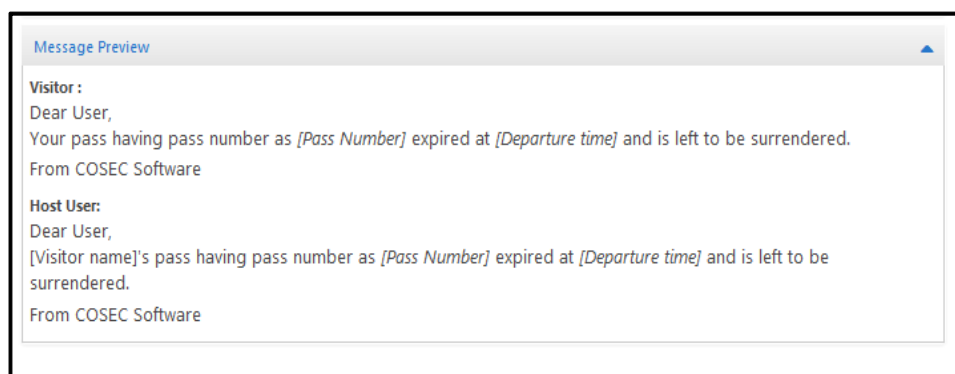 Message Preview
Visitor :
Dear User,
Your pass having pass number as [Pass Number] expired at [Departure time] and is left to be surrendered.
From COSEC Software
Host User:
Dear User,
[Visitor name]'s pass having pass number as [Pass Number] expired at [Departure time] and is left to be
surrendered.
From COSEC Software